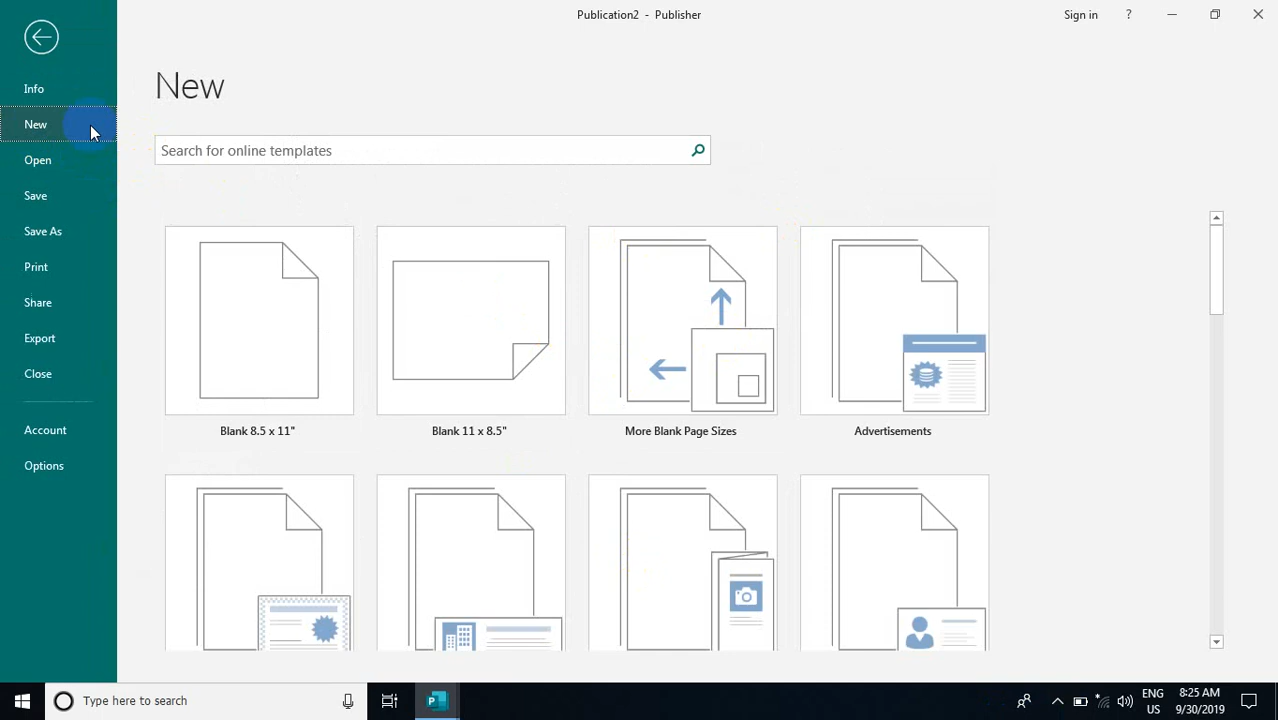 Publication2 - Publisher
Sign in
?
Info
New
Open
Save
Save As
Print
Share
Export
Close
Account
Options
New
Search for online templates
Blank 8.5 x 11"
Blank 11 x 8.5"
More Blank Page Sizes
Advertisements
Type here to search
P
ENG
US
8:25 AM
9/30/2019